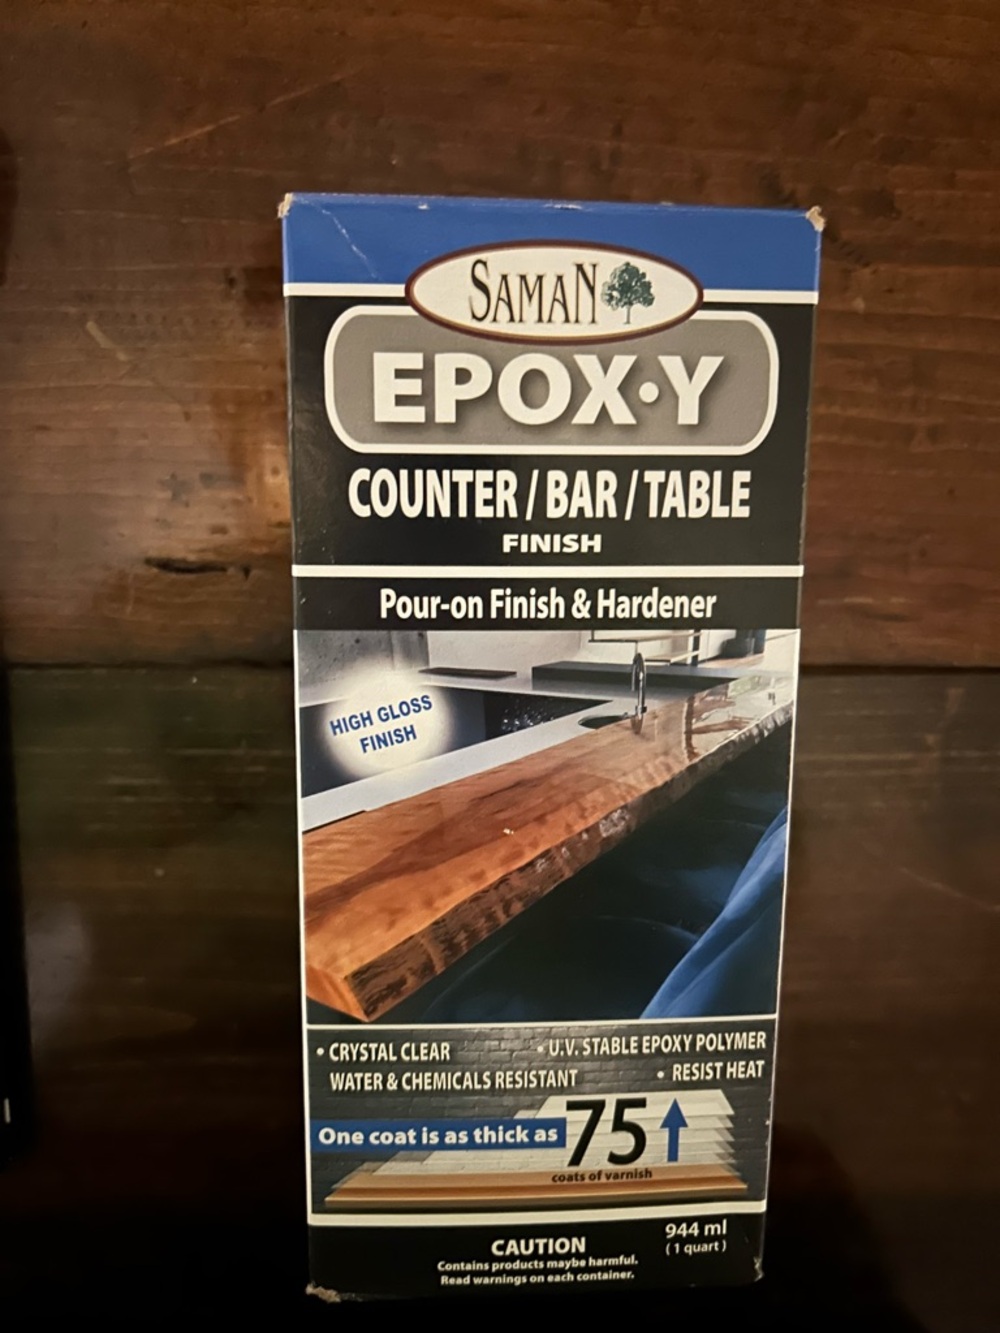 SAMAN
EPOX•Y
COUNTER / BAR / TABLE
FINISH
Pour-on Finish & Hardener
HIGH GLOSS
FINISH
• CRYSTAL CLEAR
• U.V. STABLE EPOXY POLYMER
WATER & CHEMICALS RESISTANT
• RESIST HEAT
One coat is as thick as 75
coats of varnish
944 ml
(1 quart)
CAUTION
Contains products maybe harmful.
Read warnings on each container.